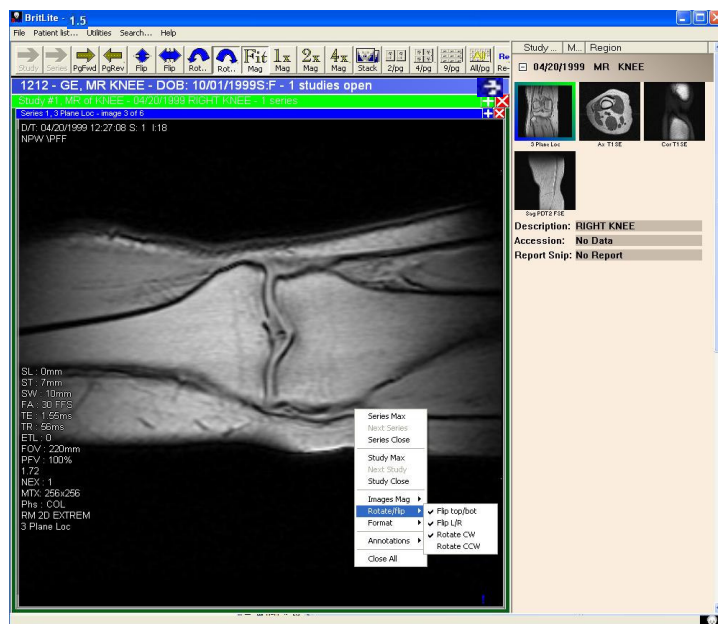 BritLite - 1.5
File Patient list... Utilities Search... Help
Study Series PgFwd PgRev Flip Flip Rot.. Rot.. Fit Mag 1x Mag 2x Mag 4x Mag Stack 2/pg 4/pg 9/pg All/pg Re-
1212 - GE, MR KNEE - DOB: 10/01/1999S:F - 1 studies open
Study #1, MR of KNEE - 04/20/1999 RIGHT KNEE - 1 series
Series 1, 3 Plane Loc - image 3 of 6
D/T: 04/20/1999 12:27:08 S: 1 I:18
NPW \PFF
SL : 0mm
ST : 7mm
SW : 10mm
FA : 30 FFS
TE : 1.55ms
TR : 56ms
ETL : 0
FOV : 220mm
PFV : 100%
1.72
NEX : 1
MTX: 256x256
Phs : COL
RM 2D EXTREM
3 Plane Loc
Series Max
Next Series
Series Close
Study Max
Next Study
Study Close
Images Mag
Rotate/flip
Format
Annotations
Close All
Flip top/bot
Flip L/R
Rotate CW
Rotate CCW
Study ... M... Region
04/20/1999 MR KNEE
3 Plane Loc Ax T1 SE Cor T1 SE
Sag PDT2 FSE
Description: RIGHT KNEE
Accession: No Data
Report Snip: No Report